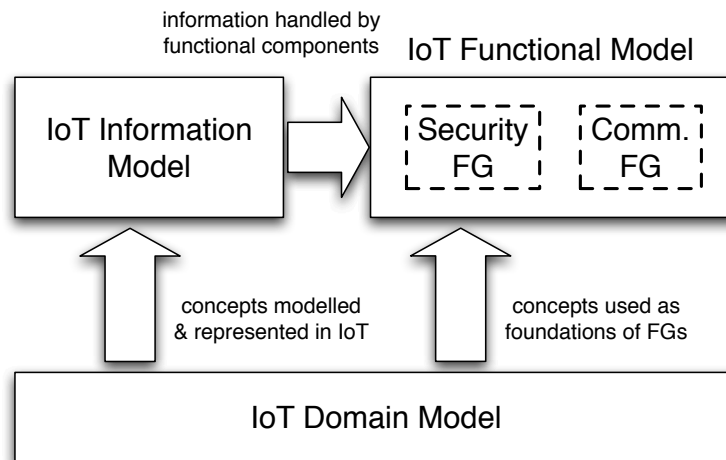 information handled by
functional components
IoT Functional Model
IoT Information
Model
Security
FG
Comm.
FG
concepts modelled
& represented in IoT
concepts used as
foundations of FGs
IoT Domain Model